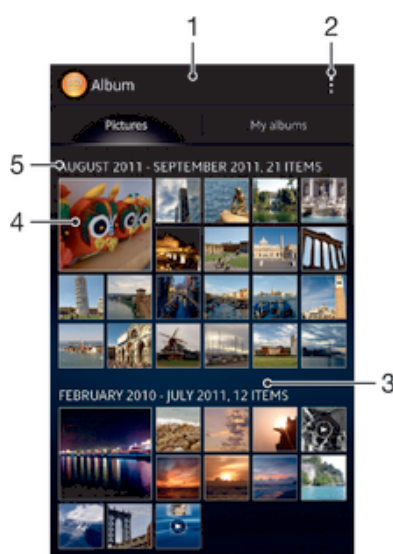 1
2
Album
Pictures
My albums
5
AUGUST 2011 - SEPTEMBER 2011, 21 ITEMS
4
3
FEBRUARY 2010 - JULY 2011, 12 ITEMS